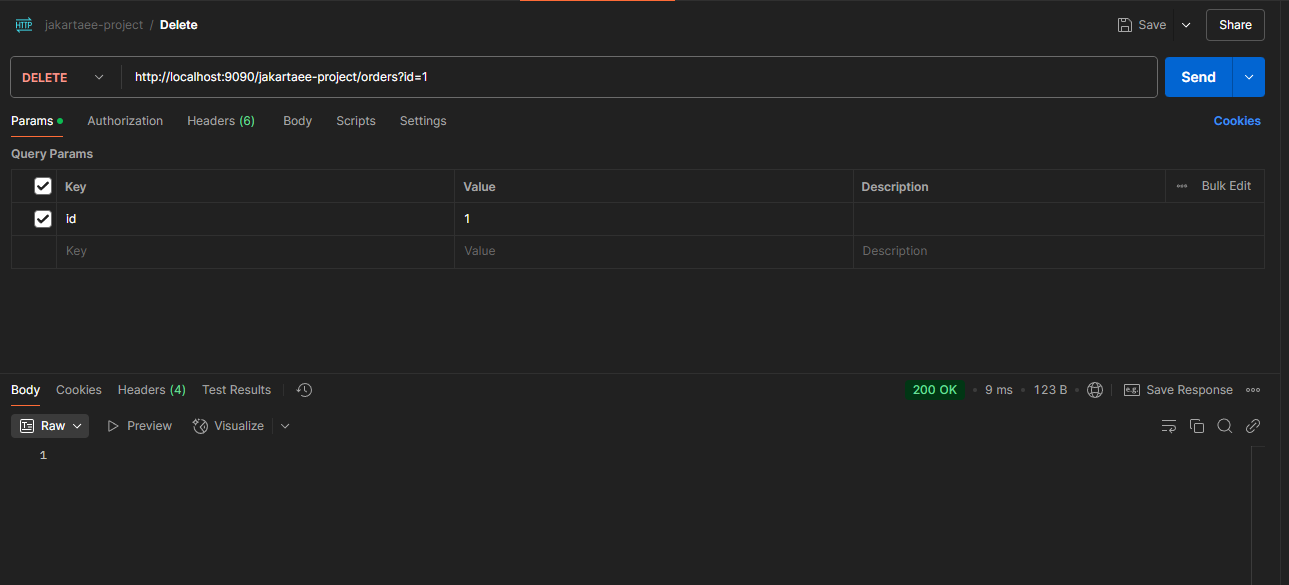 HTTP jakartaee-project / Delete Save Share
DELETE http://localhost:9090/jakartaee-project/orders?id=1 Send
Params Authorization Headers (6) Body Scripts Settings Cookies
Query Params
Key Value Description Bulk Edit
id 1
Key Value Description
Body Cookies Headers (4) Test Results 200 OK 9 ms 123 B e.g. Save Response
Raw Preview Visualize
1